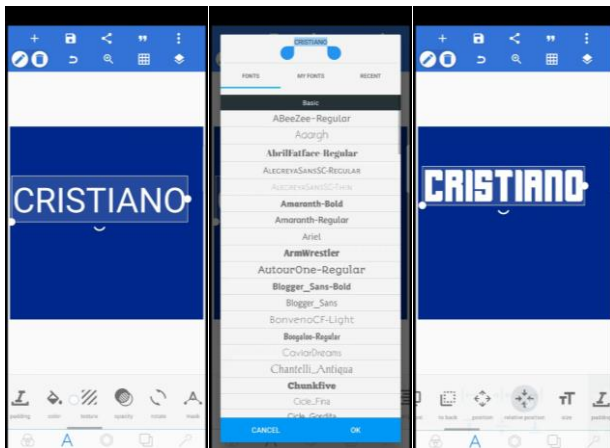 CRISTIANO
padding color texture opacity rotate mask
CRISTIANO
FONTS MY FONTS RECENT
Basic
ABeeZee-Regular
Aaargh
AbrilFatface-Regular
AlegreyaSansSC-Regular
AlegreyaSansSC-Thin
Amaranth-Bold
Amaranth-Regular
Ariel
ArmWrestler
AutourOne-Regular
Blogger_Sans-Bold
Blogger_Sans
BonvenoCF-Light
Boogaloo-Regular
CaviarDreams
Chantelli_Antiqua
Chunkfive
Cicle_Fina
Cicle_Gordita
CANCEL OK
CRISTIANO
to back position relative position size padding